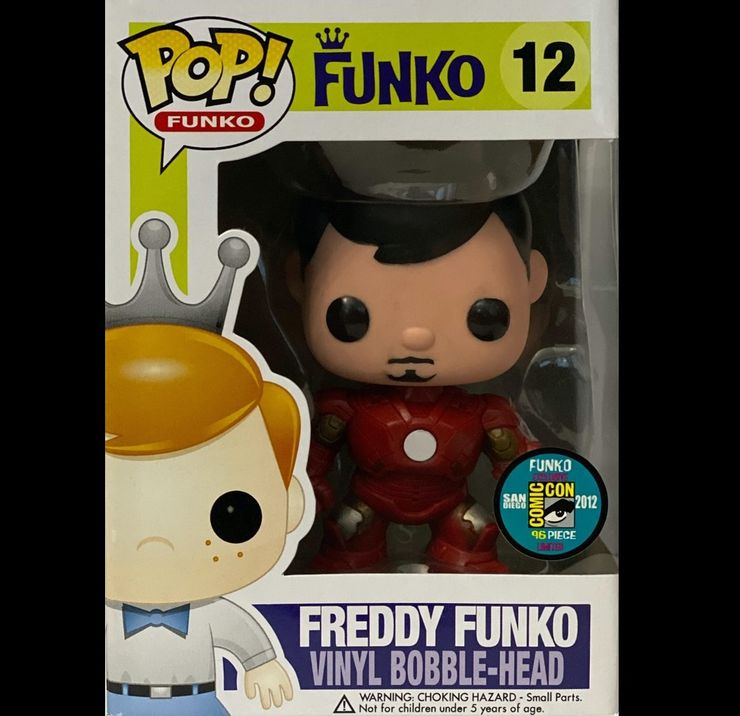 POP!
FUNKO
FUNKO
12
FUNKO
SAN DIEGO
COMIC CON
2012
96 PIECE
LIMITED
FREDDY FUNKO
VINYL BOBBLE-HEAD
WARNING: CHOKING HAZARD - Small Parts.
Not for children under 5 years of age.